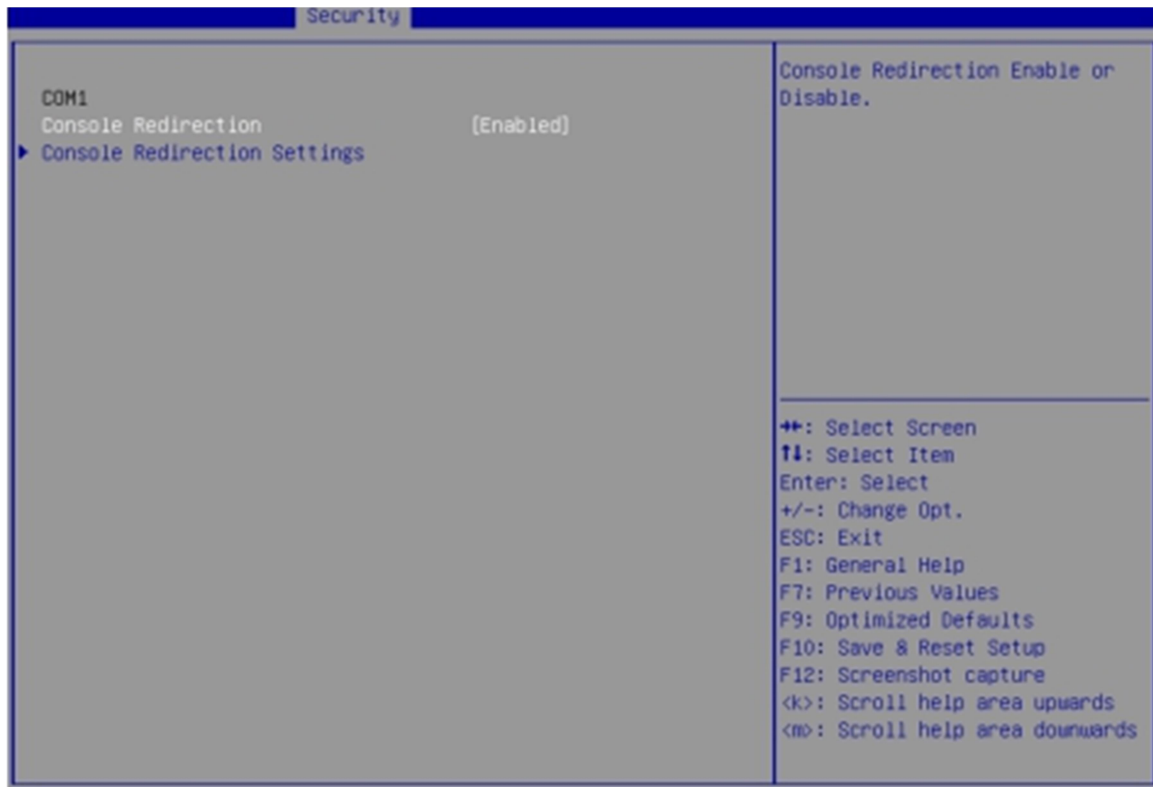 Security
COM1
Console Redirection [Enabled]
Console Redirection Settings
Console Redirection Enable or
Disable.
→←: Select Screen
↑↓: Select Item
Enter: Select
+/-: Change Opt.
ESC: Exit
F1: General Help
F7: Previous Values
F9: Optimized Defaults
F10: Save & Reset Setup
F12: Screenshot capture
<k>: Scroll help area upwards
<m>: Scroll help area downwards